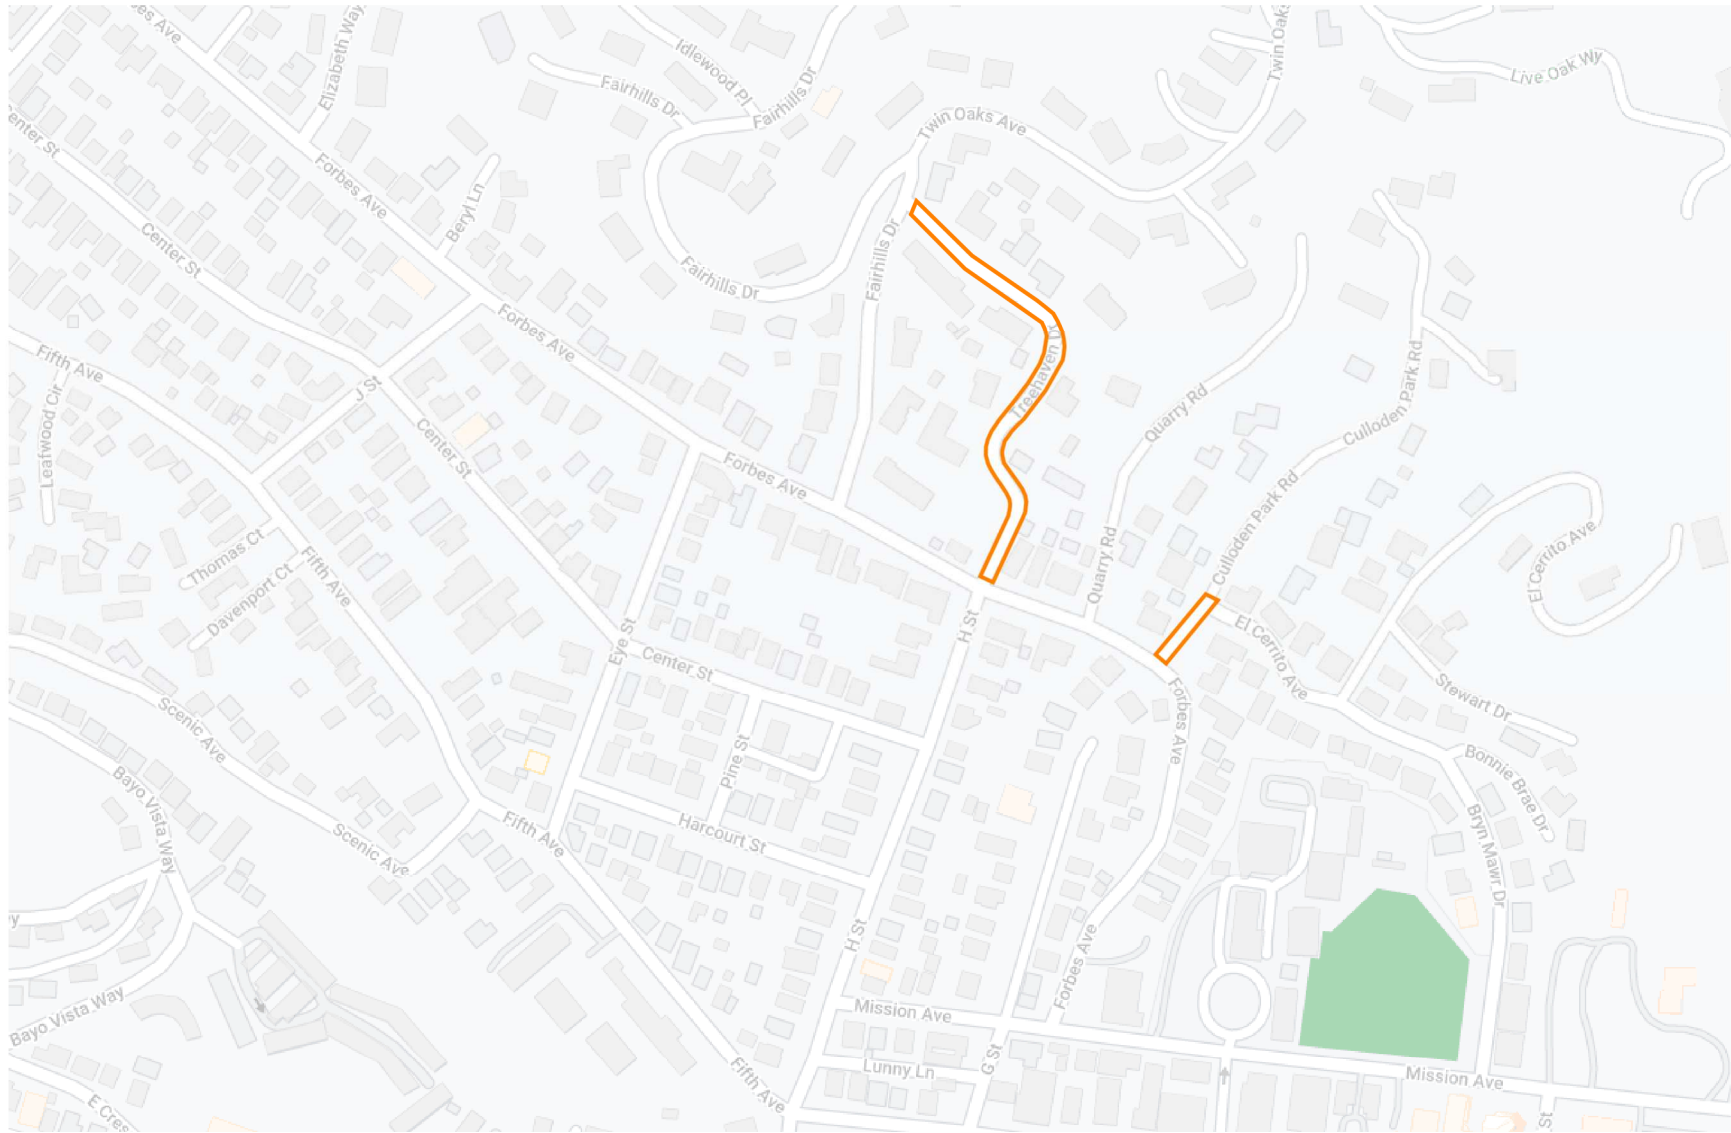 bes Ave
Elizabeth Way
Idlewood Pl
Fairhills Dr
Fairhills Dr
Twin Oaks
Live Oak Wy
Center St
Twin Oaks Ave
Forbes Ave
Beryl Ln
Center St
Fairhills Dr
Fairhills Dr
Forbes Ave
Fifth Ave
Treehaven Dr
J St
Leafwood Cir
Center St
Quarry Rd
Culloden Park Rd
Forbes Ave
Culloden Park Rd
Thomas Ct
Fifth Ave
Davenport Ct
Quarry Rd
El Cerrito Ave
H St
Eye St
El Cerrito Ave
Center St
Forbes Ave
Stewart Dr
Scenic Ave
Bayo Vista Way
Pine St
Bonnie Brae Dr
Fifth Ave
Harcourt St
Scenic Ave
Bryn Mawr Dr
ey
H St
Forbes Ave
Bayo Vista Way
Mission Ave
G St
Lunny Ln
Fifth Ave
Mission Ave
E Cres
St